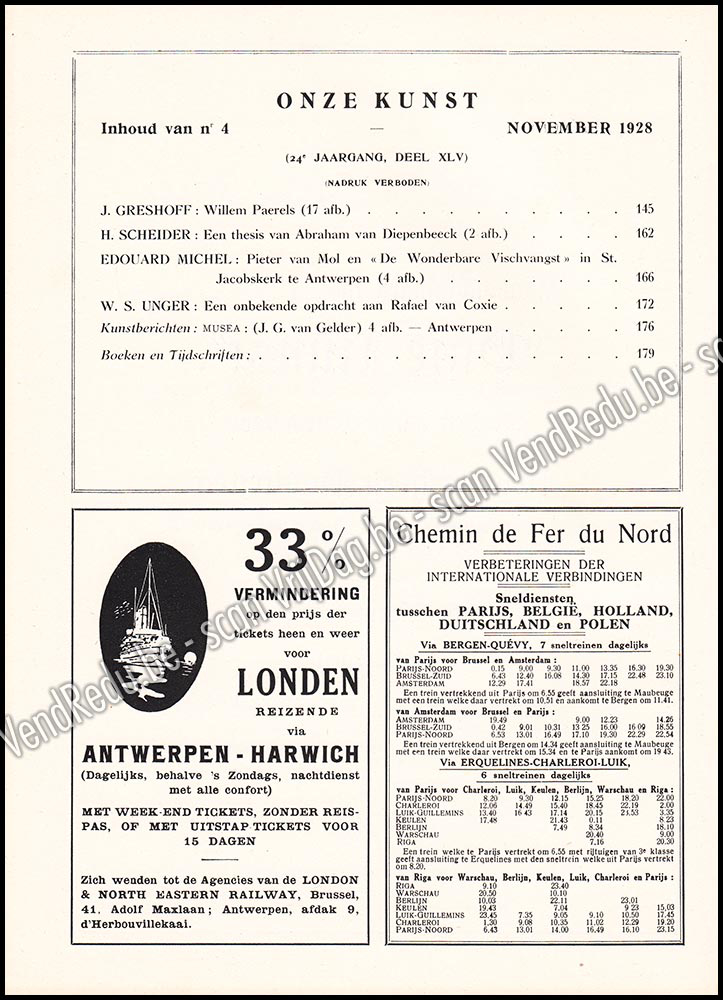 ONZE KUNST
Inhoud van nr 4 — NOVEMBER 1928
(24e JAARGANG, DEEL XLV)
(NADRUK VERBODEN)
J. GRESHOFF : Willem Paerels (17 afb.) . . . . . . . . . . 145
H. SCHEIDER : Een thesis van Abraham van Diepenbeeck (2 afb.) . . . . 162
EDOUARD MICHEL : Pieter van Mol en « De Wonderbare Vischvangst » in St.
Jacobskerk te Antwerpen (4 afb.) . . . . . . . 166
W. S. UNGER : Een onbekende opdracht aan Rafael van Coxie . . . . . 172
Kunstberichten : MUSEA : (J. G. van Gelder) 4 afb. — Antwerpen . . . . . 176
Boeken en Tijdschriften : . . . . . . . . . . . . . . 179
VendRedu.be - scan VrijDag.be - scan VendRedu.be - scan
33 %
VERMINDERING
op den prijs der
tickets heen en weer
voor
LONDEN
REIZENDE
via
ANTWERPEN - HARWICH
(Dagelijks, behalve 's Zondags, nachtdienst
met alle confort)
MET WEEK-END TICKETS, ZONDER REIS-
PAS, OF MET UITSTAP-TICKETS VOOR
15 DAGEN
Zich wenden tot de Agencies van de LONDON
& NORTH EASTERN RAILWAY, Brussel,
41. Adolf Maxlaan ; Antwerpen, afdak 9,
d'Herbouvillekaai.
Chemin de Fer du Nord
VERBETERINGEN DER
INTERNATIONALE VERBINDINGEN
Sneldiensten
tusschen PARIJS, BELGIË, HOLLAND,
DUITSCHLAND en POLEN
Via BERGEN-QUÉVY, 7 sneltreinen dagelijks
van Parijs voor Brussel en Amsterdam :
PARIJS-NOORD 0.15 9.00 9.30 11.00 13.35 16.30 19.30
BRUSSEL-ZUID 6.43 12.40 16.08 14.30 17.15 22.48 23.10
AMSTERDAM 12.29 17.41 18.57 22.18
Een trein vertrekkend uit Parijs om 6.55 geeft aansluiting te Maubeuge
met een trein welke daar vertrekt om 10,51 en aankomt te Bergen om 11.41.
van Amsterdam voor Brussel en Parijs :
AMSTERDAM 19.49 9.00 12.23 14.26
BRUSSEL-ZUID 0.42 9.01 10.31 13.25 16.00 16 09 18.55
PARIJS-NOORD 6.53 13.01 16.49 17.10 19.30 22.29 22.54
Een trein vertrekkend uit Bergen om 14.34 geeft aansluiting te Maubeuge
met een trein welke daar vertrekt om 15.34 en te Parijs aankomt om 19 43.
Via ERQUELINES-CHARLEROI-LUIK,
6 sneltreinen dagelijks
van Parijs voor Charleroi, Luik, Keulen, Berlijn, Warschau en Riga :
PARIJS-NOORD 8.20 9.30 12.15 15.25 18.20 22.00
CHARLEROI 12.06 14.49 15.40 18.45 22.19 2.00
LUIK-GUILLEMINS 13.40 16 43 17.14 20.15 23.53 3.35
KEULEN 17.48 21.43 0.11 8.23
BERLIJN 7.49 8.34 18.10
WARSCHAU 20.40 9.00
RIGA 7.16 20.30
Een trein welke te Parijs vertrekt om 6,55 met rijtuigen van 3e klasse
geeft aansluiting te Erquelines met den sneltrein welke uit Parijs vertrekt
om 8.20.
van Riga voor Warschau, Berlijn, Keulen, Luik, Charleroi en Parijs :
RIGA 9.10 23.40
WARSCHAU 20.50 10.10
BERLIJN 10,03 22.11 23,01
KEULEN 19.43 7.04 9 23 15,03
LUIK-GUILLEMINS 23.45 7.35 9.05 9.10 10.50 17.45
CHARLEROI 1,30 9.08 10,35 11,02 12.29 19.20
PARIJS-NOORD 6.43 13.01 14.00 16.49 16.10 23.15